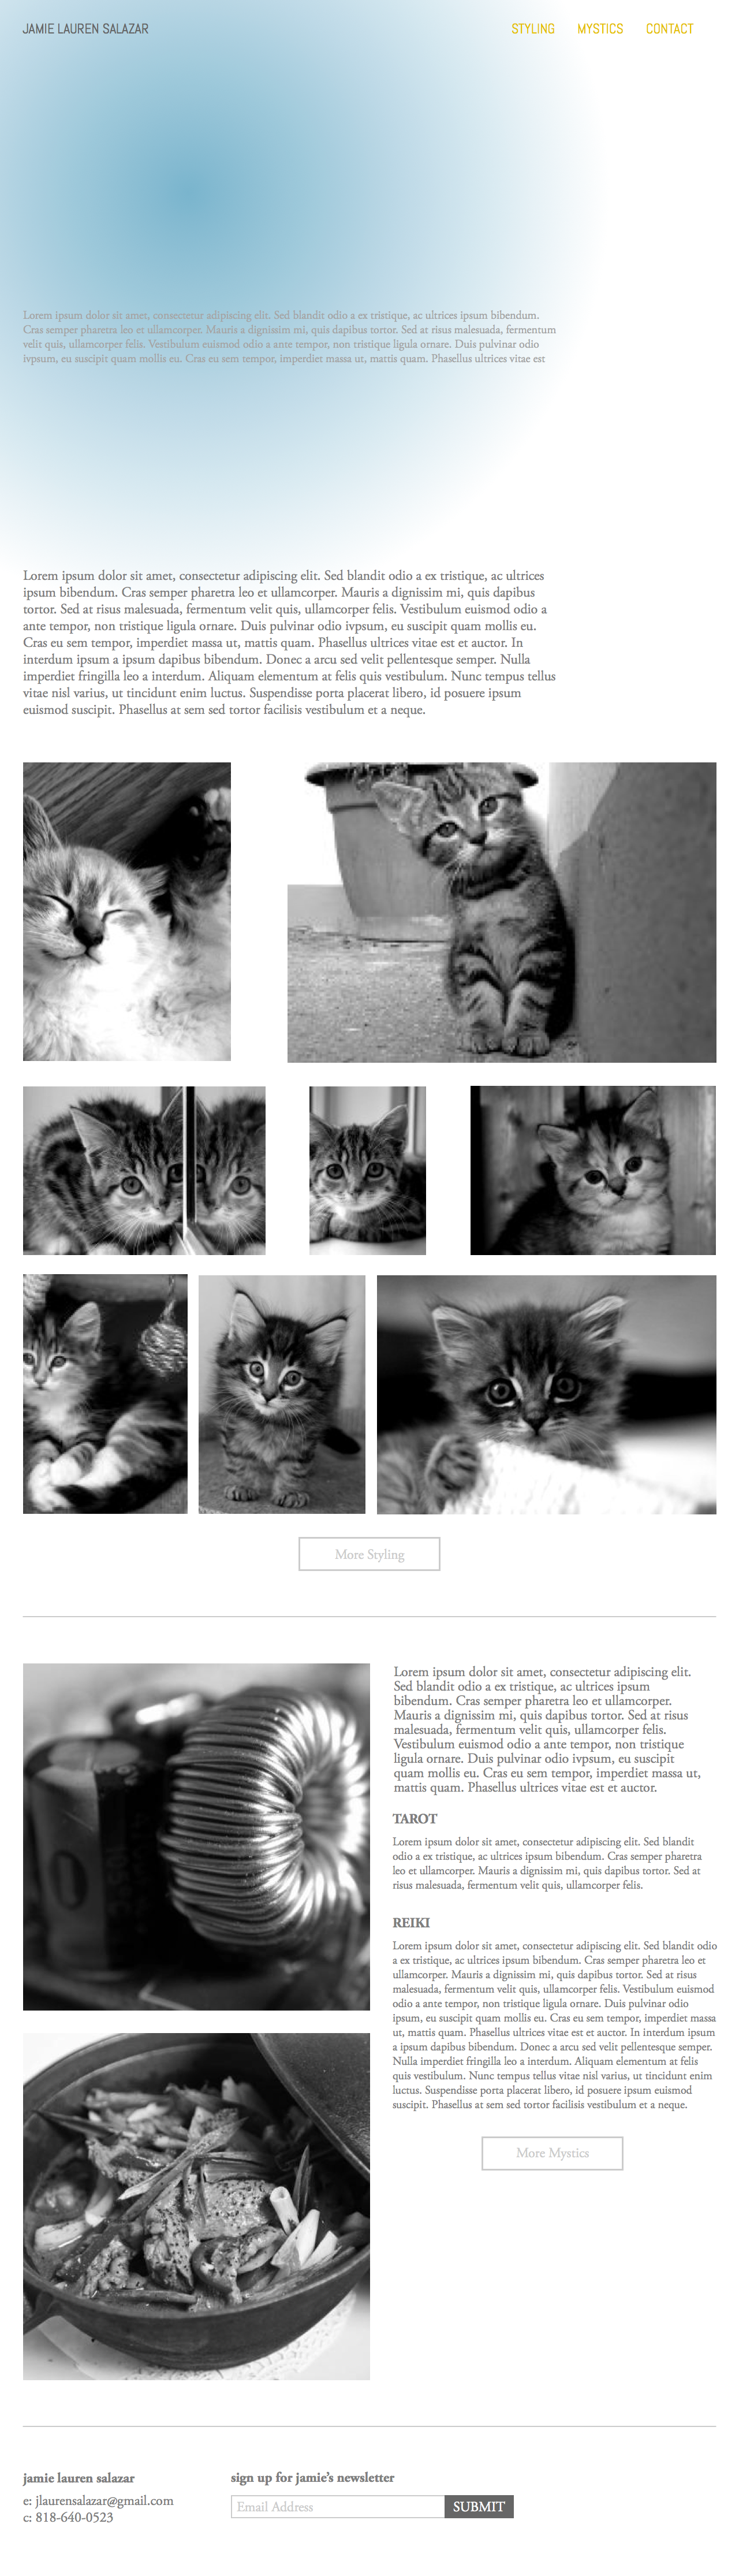 JAMIE LAUREN SALAZAR
STYLING MYSTICS CONTACT
Lorem ipsum dolor sit amet, consectetur adipiscing elit. Sed blandit odio a ex tristique, ac ultrices ipsum bibendum.
Cras semper pharetra leo et ullamcorper. Mauris a dignissim mi, quis dapibus tortor. Sed at risus malesuada, fermentum
velit quis, ullamcorper felis. Vestibulum euismod odio a ante tempor, non tristique ligula ornare. Duis pulvinar odio
ivpsum, eu suscipit quam mollis eu. Cras eu sem tempor, imperdiet massa ut, mattis quam. Phasellus ultrices vitae est
Lorem ipsum dolor sit amet, consectetur adipiscing elit. Sed blandit odio a ex tristique, ac ultrices
ipsum bibendum. Cras semper pharetra leo et ullamcorper. Mauris a dignissim mi, quis dapibus
tortor. Sed at risus malesuada, fermentum velit quis, ullamcorper felis. Vestibulum euismod odio a
ante tempor, non tristique ligula ornare. Duis pulvinar odio ivpsum, eu suscipit quam mollis eu.
Cras eu sem tempor, imperdiet massa ut, mattis quam. Phasellus ultrices vitae est et auctor. In
interdum ipsum a ipsum dapibus bibendum. Donec a arcu sed velit pellentesque semper. Nulla
imperdiet fringilla leo a interdum. Aliquam elementum at felis quis vestibulum. Nunc tempus tellus
vitae nisl varius, ut tincidunt enim luctus. Suspendisse porta placerat libero, id posuere ipsum
euismod suscipit. Phasellus at sem sed tortor facilisis vestibulum et a neque.
More Styling
Lorem ipsum dolor sit amet, consectetur adipiscing elit.
Sed blandit odio a ex tristique, ac ultrices ipsum
bibendum. Cras semper pharetra leo et ullamcorper.
Mauris a dignissim mi, quis dapibus tortor. Sed at risus
malesuada, fermentum velit quis, ullamcorper felis.
Vestibulum euismod odio a ante tempor, non tristique
ligula ornare. Duis pulvinar odio ivpsum, eu suscipit
quam mollis eu. Cras eu sem tempor, imperdiet massa ut,
mattis quam. Phasellus ultrices vitae est et auctor.
TAROT
Lorem ipsum dolor sit amet, consectetur adipiscing elit. Sed blandit
odio a ex tristique, ac ultrices ipsum bibendum. Cras semper pharetra
leo et ullamcorper. Mauris a dignissim mi, quis dapibus tortor. Sed at
risus malesuada, fermentum velit quis, ullamcorper felis.
REIKI
Lorem ipsum dolor sit amet, consectetur adipiscing elit. Sed blandit odio
a ex tristique, ac ultrices ipsum bibendum. Cras semper pharetra leo et
ullamcorper. Mauris a dignissim mi, quis dapibus tortor. Sed at risus
malesuada, fermentum velit quis, ullamcorper felis. Vestibulum euismod
odio a ante tempor, non tristique ligula ornare. Duis pulvinar odio
ipsum, eu suscipit quam mollis eu. Cras eu sem tempor, imperdiet massa
ut, mattis quam. Phasellus ultrices vitae est et auctor. In interdum ipsum
a ipsum dapibus bibendum. Donec a arcu sed velit pellentesque semper.
Nulla imperdiet fringilla leo a interdum. Aliquam elementum at felis
quis vestibulum. Nunc tempus tellus vitae nisl varius, ut tincidunt enim
luctus. Suspendisse porta placerat libero, id posuere ipsum euismod
suscipit. Phasellus at sem sed tortor facilisis vestibulum et a neque.
More Mystics
jamie lauren salazar
e: jlaurensalazar@gmail.com
c: 818-640-0523
sign up for jamie’s newsletter
Email Address
SUBMIT